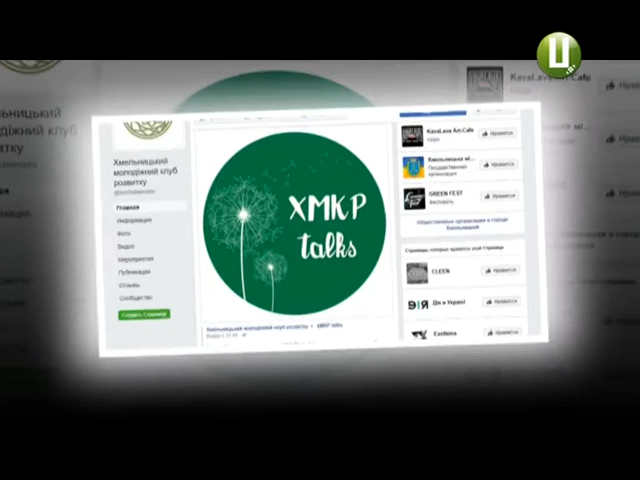 Ц
KavaLava Art-Cafe
Хмельницький
молодіжний клуб
розвитку
Главная
Информация
Фото
Видео
Мероприятия
Публикации
Отзывы
Сообщество
Создать Страницу
ХМКР
talks
Хмельницький молодіжний клуб розвитку • ХМКР talks
KavaLava Art-Cafe
Нравится
Хмельницька мі...
Государственная
организация
Нравится
GREEN FEST
Фестиваль
Нравится
Общественные организации в городе
Хмельницкий
Страницы, которые нравятся этой Странице
CLEEN
Нравится
ДІЯ
Дія в Україні
Нравится
Нравится